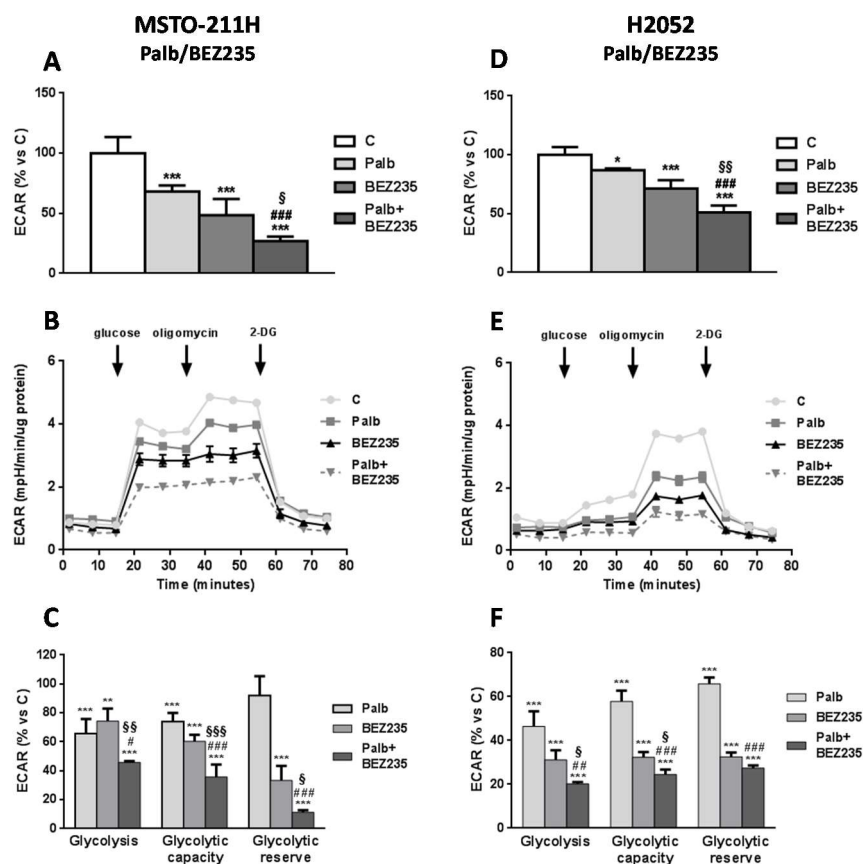 MSTO-211H
Palb/BEZ235
A
ECAR (% vs C)
150
100
50
0
***
***
§
###
***
C
Palb
BEZ235
Palb+
BEZ235
H2052
Palb/BEZ235
D
ECAR (% vs C)
150
100
50
0
*
***
§§
###
***
C
Palb
BEZ235
Palb+
BEZ235
B
glucose oligomycin 2-DG
ECAR (mpH/min/ug protein)
6
4
2
0
0 10 20 30 40 50 60 70 80
Time (minutes)
C
Palb
BEZ235
Palb+
BEZ235
E
glucose oligomycin 2-DG
ECAR (mpH/min/ug protein)
6
4
2
0
0 10 20 30 40 50 60 70 80
Time (minutes)
C
Palb
BEZ235
Palb+
BEZ235
C
ECAR (% vs C)
120
100
80
60
40
20
0
***
**
§§
#
***
***
***
§§§
###
***
***
§
###
***
Glycolysis Glycolytic Glycolytic
capacity reserve
Palb
BEZ235
Palb+
BEZ235
F
ECAR (% vs C)
80
60
40
20
0
***
***
§
##
***
***
***
§
###
***
***
***
###
***
Glycolysis Glycolytic Glycolytic
capacity reserve
Palb
BEZ235
Palb+
BEZ235